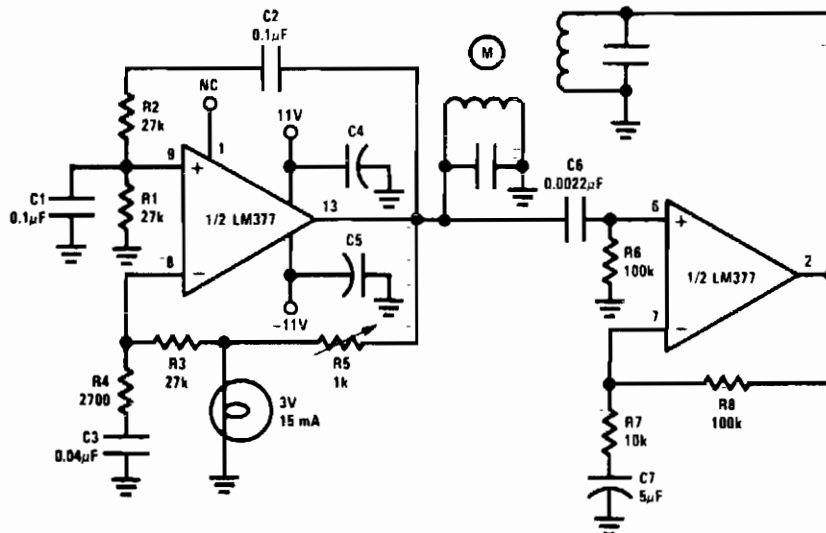 C2
0.1μF
M
NC
R2
27k
11V
C4
9
1
+
C6
0.0022μF
C1
0.1μF
R1
27k
1/2 LM377
13
6
+
8
−
C5
R6
100k
1/2 LM377
2
−11V
7
−
R3
27k
R5
1k
R4
2700
3V
15 mA
R8
100k
R7
10k
C3
0.04μF
C7
5μF